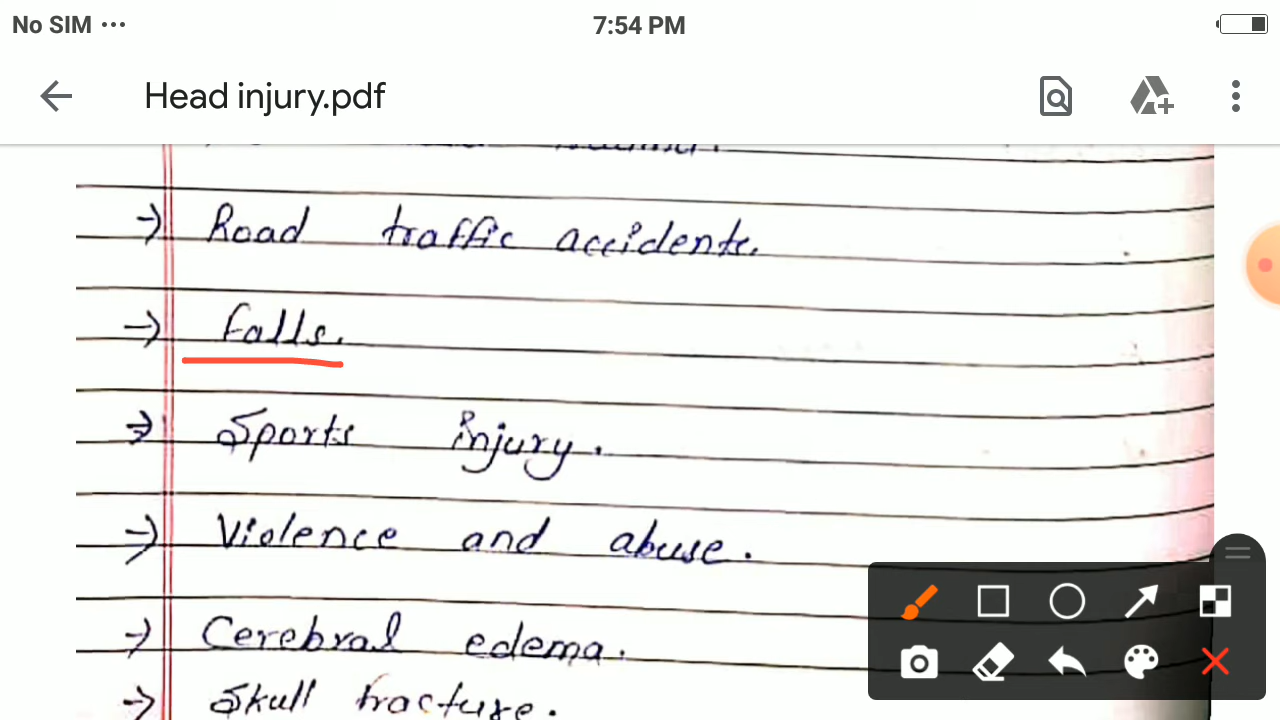 No SIM ...
7:54 PM
Head injury.pdf
→ Road traffic accidents.
→ Falls.
→ Sports injury.
→ Violence and abuse.
→ Cerebral edema.
→ Skull fracture.